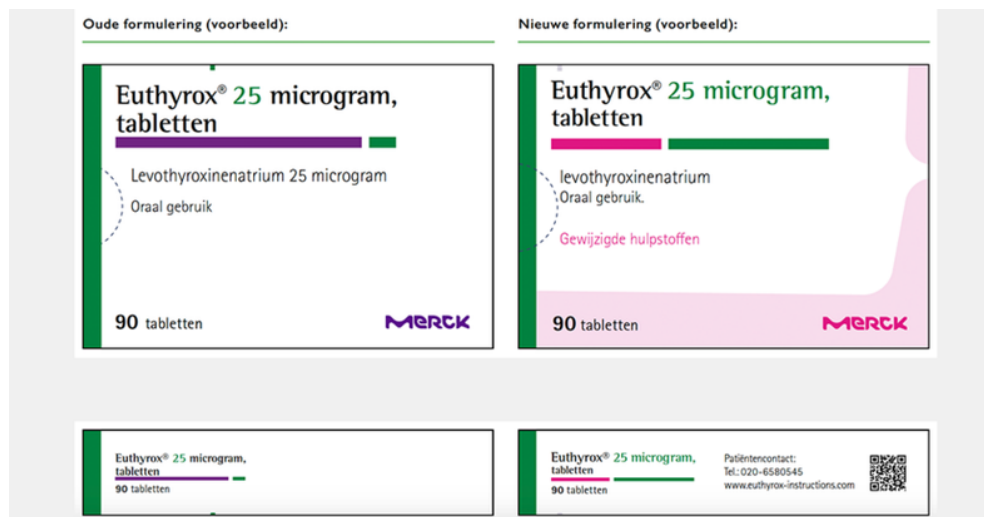 Oude formulering (voorbeeld):
Euthyrox® 25 microgram,
tabletten
Levothyroxinenatrium 25 microgram
Oraal gebruik
90 tabletten
MERCK
Nieuwe formulering (voorbeeld):
Euthyrox® 25 microgram,
tabletten
levothyroxinenatrium
Oraal gebruik.
Gewijzigde hulpstoffen
90 tabletten
MERCK
Euthyrox® 25 microgram,
tabletten
90 tabletten
Euthyrox® 25 microgram,
tabletten
90 tabletten
Patiëntencontact:
Tel.: 020-6580545
www.euthyrox-instructions.com